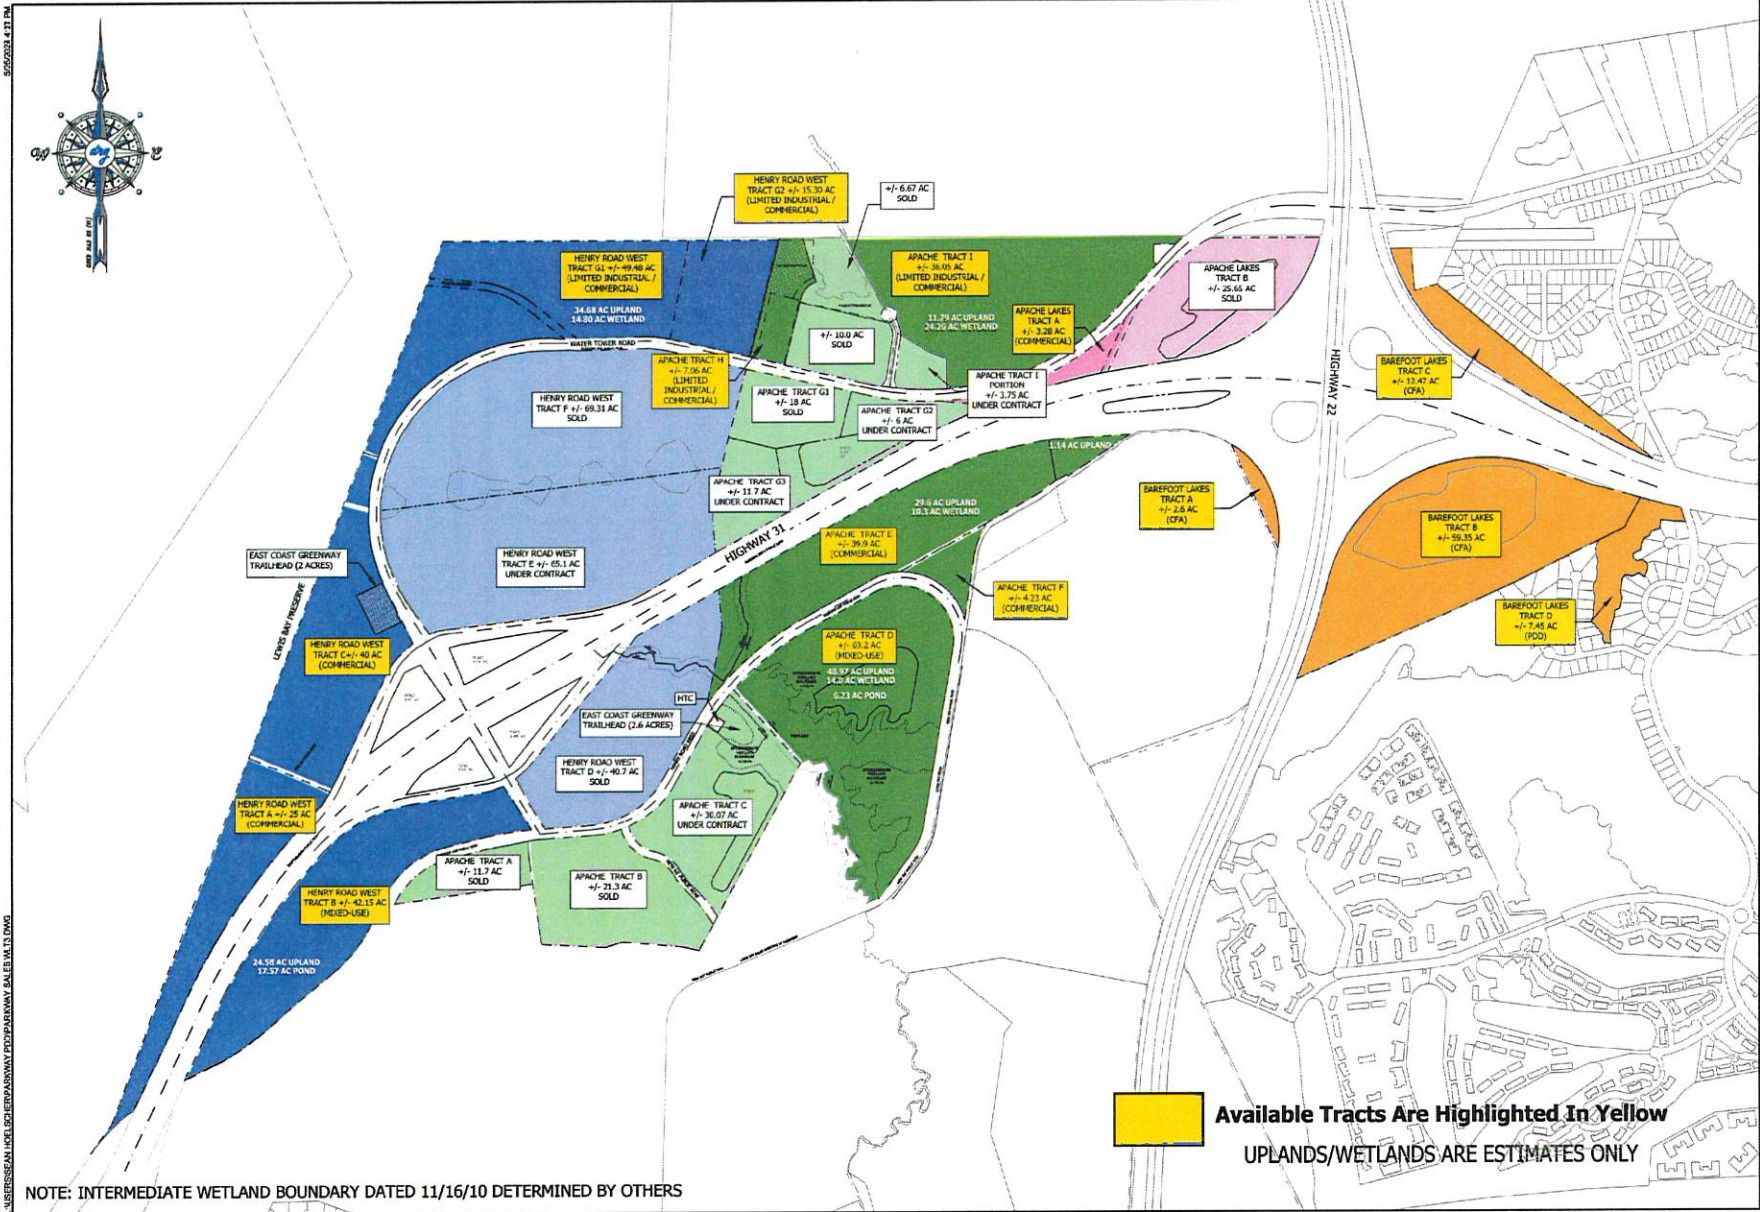 5/26/2023 4:17 PM
W
drg
E
HENRY ROAD WEST
TRACT G2 +/- 15.30 AC
(LIMITED INDUSTRIAL /
COMMERCIAL)
+/- 6.67 AC
SOLD
HENRY ROAD WEST
TRACT G1 +/- 49.48 AC
(LIMITED INDUSTRIAL /
COMMERCIAL)
34.68 AC UPLAND
14.80 AC WETLAND
APACHE TRACT I
+/- 36.05 AC
(LIMITED INDUSTRIAL /
COMMERCIAL)
11.79 AC UPLAND
24.26 AC WETLAND
APACHE LAKES
TRACT B
+/- 25.65 AC
SOLD
APACHE LAKES
TRACT A
+/- 3.28 AC
(COMMERCIAL)
+/- 10.0 AC
SOLD
WATER TOWER ROAD
APACHE TRACT H
+/- 7.06 AC
(LIMITED
INDUSTRIAL /
COMMERCIAL)
HENRY ROAD WEST
TRACT F +/- 69.31 AC
SOLD
APACHE TRACT G1
+/- 18 AC
SOLD
APACHE TRACT G2
+/- 6 AC
UNDER CONTRACT
APACHE TRACT I
PORTION
+/- 3.75 AC
UNDER CONTRACT
HIGHWAY 22
BAREFOOT LAKES
TRACT C
+/- 12.47 AC
(CFA)
1.14 AC UPLAND
APACHE TRACT G3
+/- 11.7 AC
UNDER CONTRACT
29.6 AC UPLAND
10.3 AC WETLAND
BAREFOOT LAKES
TRACT A
+/- 2.6 AC
(CFA)
BAREFOOT LAKES
TRACT B
+/- 59.35 AC
(CFA)
HIGHWAY 31
APACHE TRACT E
+/- 39.9 AC
(COMMERCIAL)
EAST COAST GREENWAY
TRAILHEAD (2 ACRES)
HENRY ROAD WEST
TRACT E +/- 65.1 AC
UNDER CONTRACT
APACHE TRACT F
+/- 4.23 AC
(COMMERCIAL)
BAREFOOT LAKES
TRACT D
+/- 7.45 AC
(PDD)
LEWIS BAY PRESERVE
HENRY ROAD WEST
TRACT C+/- 40 AC
(COMMERCIAL)
APACHE TRACT D
+/- 69.2 AC
(MIXED-USE)
48.97 AC UPLAND
14.0 AC WETLAND
6.23 AC POND
HTC
EAST COAST GREENWAY
TRAILHEAD (2.6 ACRES)
HENRY ROAD WEST
TRACT D +/- 40.7 AC
SOLD
HENRY ROAD WEST
TRACT A +/- 25 AC
(COMMERCIAL)
APACHE TRACT C
+/- 30.07 AC
UNDER CONTRACT
APACHE TRACT A
+/- 11.7 AC
SOLD
APACHE TRACT B
+/- 21.3 AC
SOLD
HENRY ROAD WEST
TRACT B +/- 42.15 AC
(MIXED-USE)
24.58 AC UPLAND
17.57 AC POND
Available Tracts Are Highlighted In Yellow
UPLANDS/WETLANDS ARE ESTIMATES ONLY
NOTE: INTERMEDIATE WETLAND BOUNDARY DATED 11/16/10 DETERMINED BY OTHERS